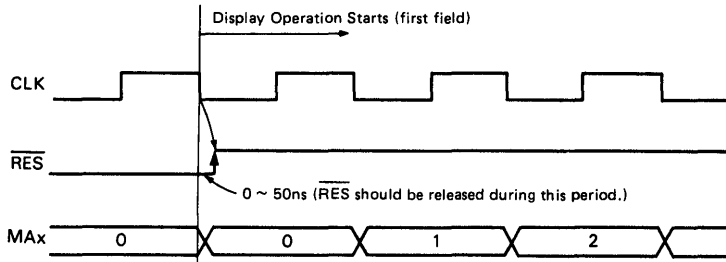 Display Operation Starts (first field)
CLK
RES
0 ~ 50ns (RES should be released during this period.)
MAx 0 0 1 2